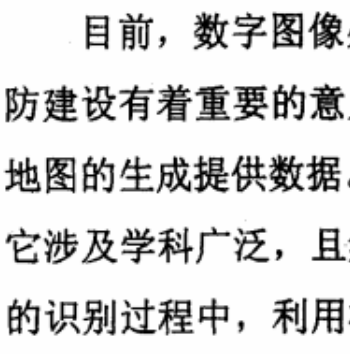 目前，数字图像
防建设有着重要的意
地图的生成提供数据
它涉及学科广泛，且
的识别过程中，利用